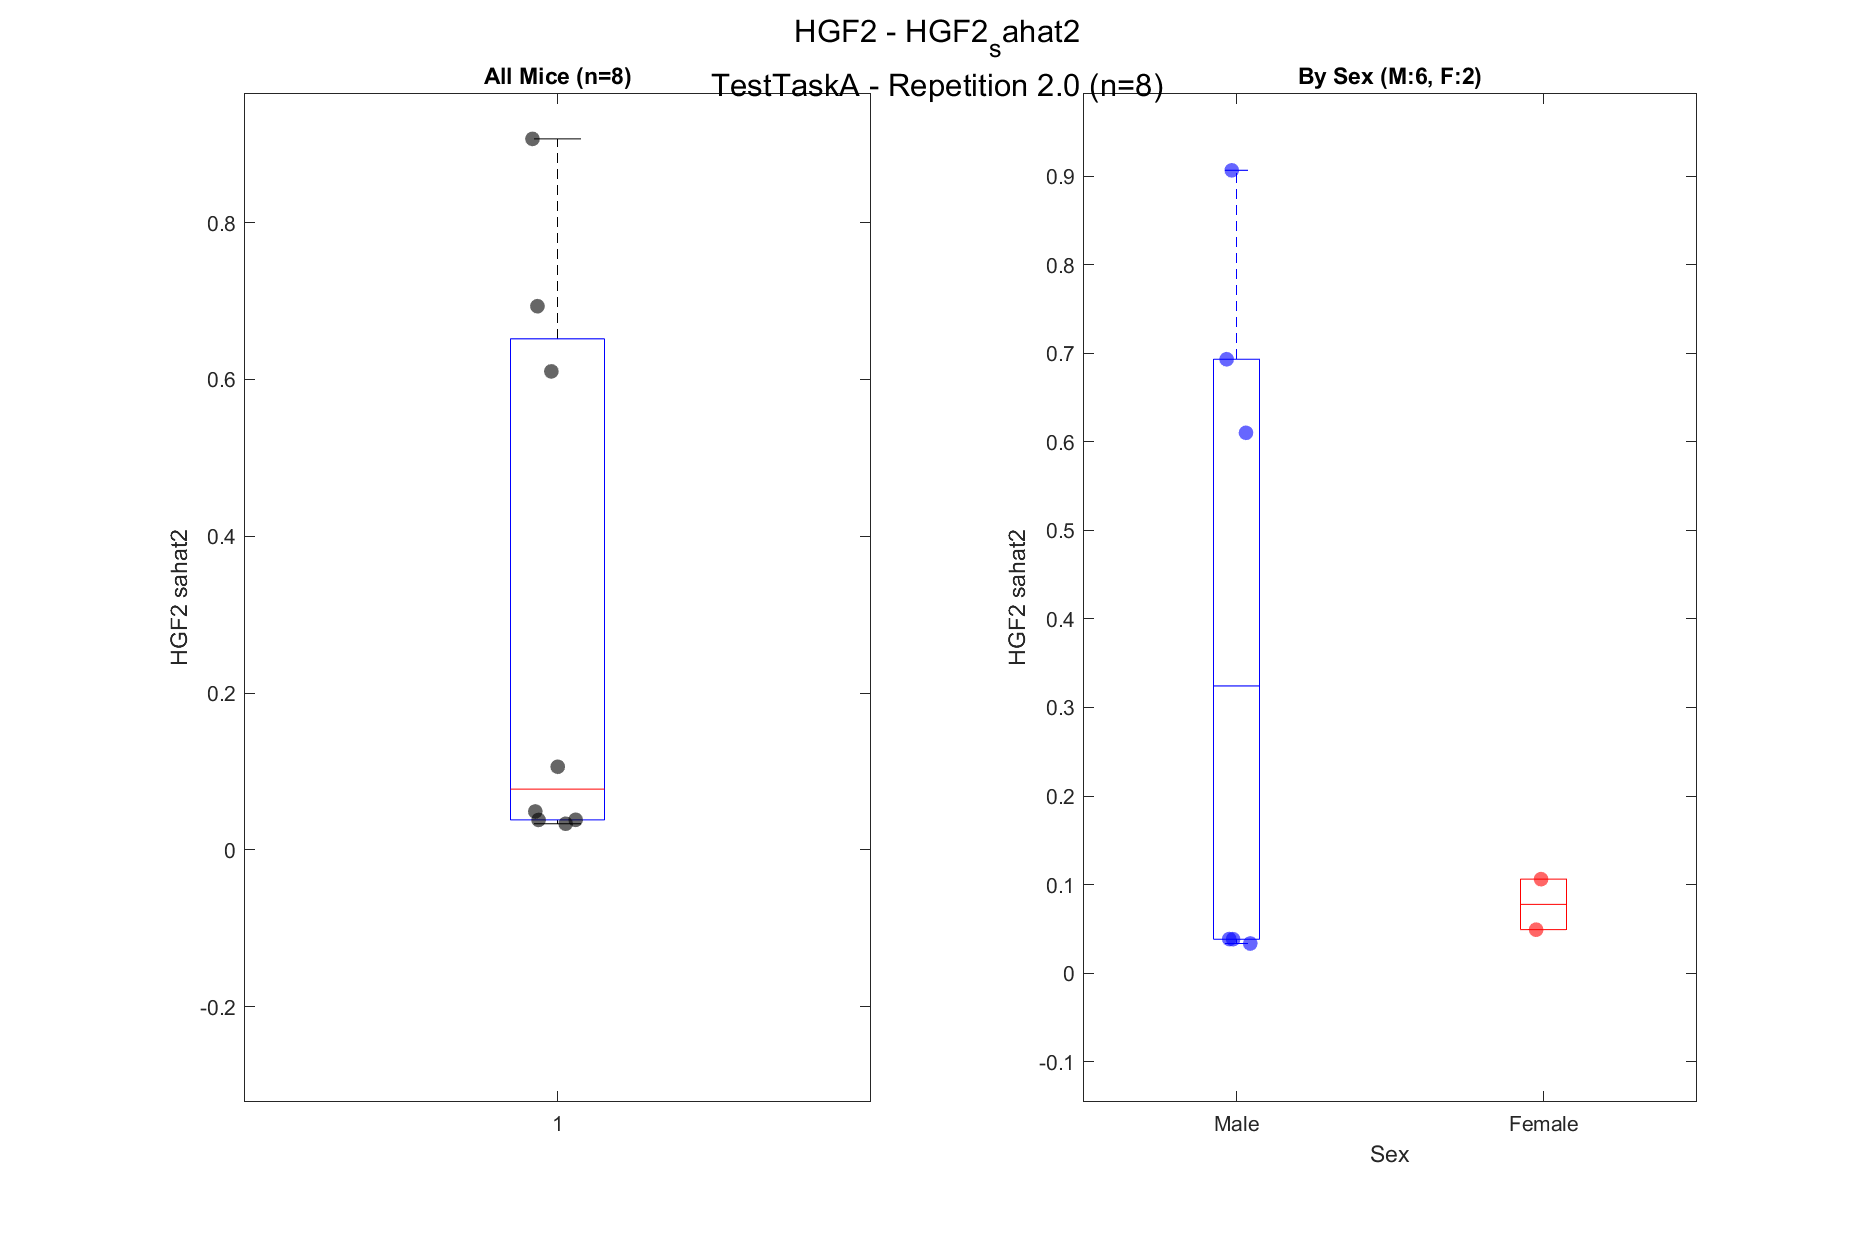 HGF2 - HGF2_sahat2
TestTaskA - Repetition 2.0 (n=8)
All Mice (n=8)
HGF2 sahat2
0.8
0.6
0.4
0.2
0
-0.2
1
By Sex (M:6, F:2)
HGF2 sahat2
0.9
0.8
0.7
0.6
0.5
0.4
0.3
0.2
0.1
0
-0.1
Male Female
Sex